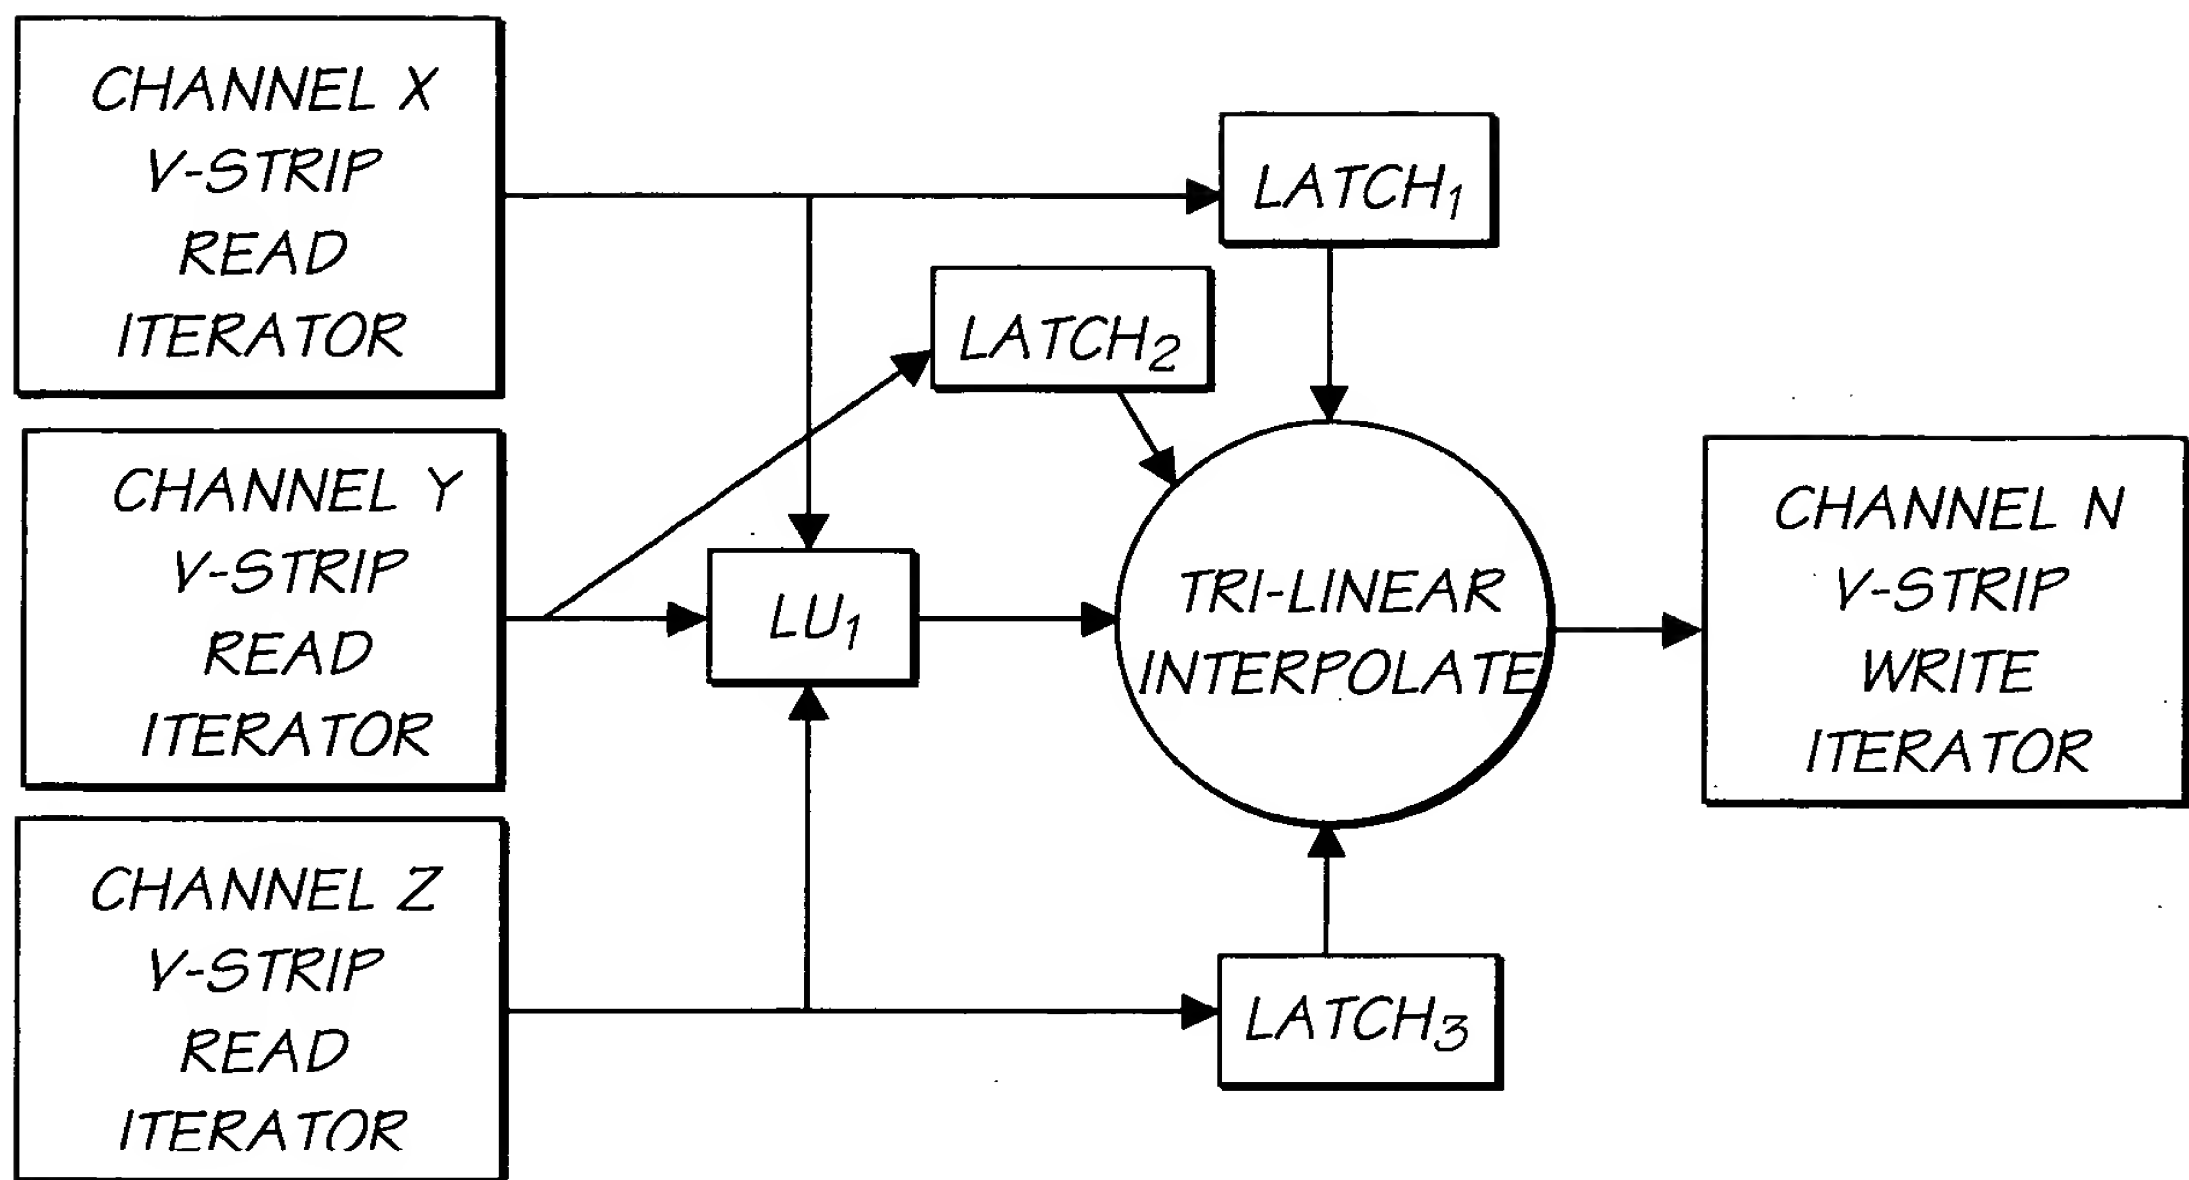 CHANNEL X
V-STRIP
READ
ITERATOR
LATCH₁
LATCH₂
CHANNEL Y
V-STRIP
READ
ITERATOR
LU₁
TRI-LINEAR
INTERPOLATE
CHANNEL N
V-STRIP
WRITE
ITERATOR
CHANNEL Z
V-STRIP
READ
ITERATOR
LATCH₃